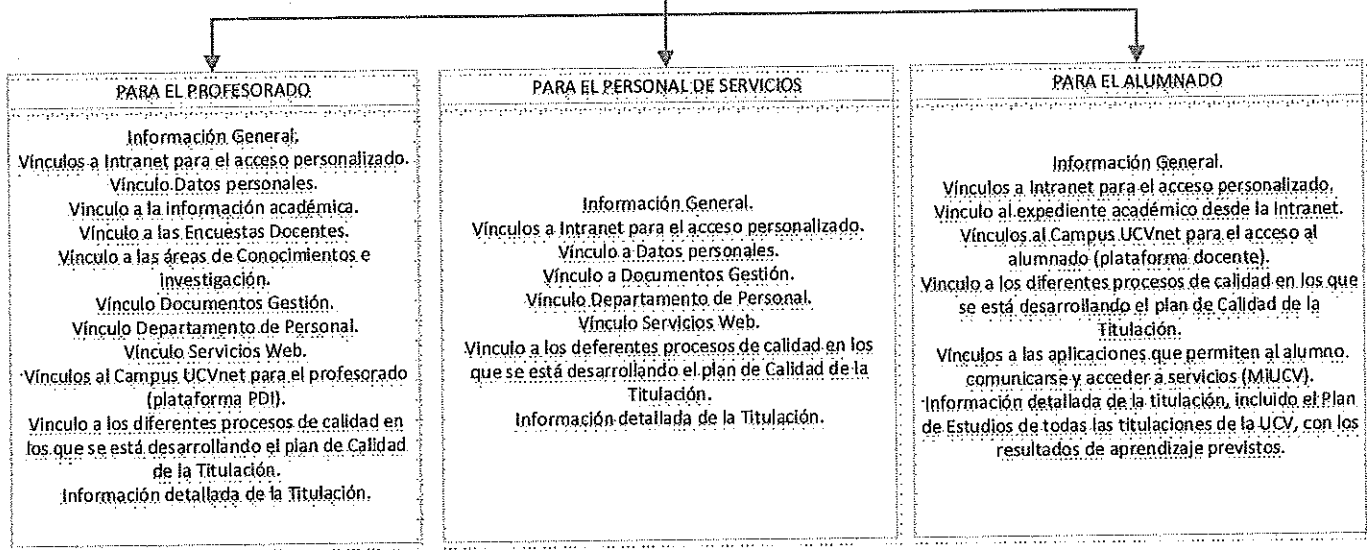 PARA EL PROFESORADO
Información General.
Vínculos a Intranet para el acceso personalizado.
Vínculo Datos personales.
Vinculo a la información académica.
Vínculo a las Encuestas Docentes.
Vínculo a las áreas de Conocimientos e
investigación.
Vínculo Documentos Gestión.
Vínculo Departamento de Personal.
Vínculo Servicios Web.
Vínculos al Campus UCVnet para el profesorado
(plataforma PDI).
Vinculo a los diferentes procesos de calidad en
los que se está desarrollando el plan de Calidad
de la Titulación.
Información detallada de la Titulación.
PARA EL PERSONAL DE SERVICIOS
Información General.
Vínculos a Intranet para el acceso personalizado.
Vínculo a Datos personales.
Vínculo a Documentos Gestión.
Vínculo Departamento de Personal.
Vínculo Servicios Web.
Vinculo a los deferentes procesos de calidad en los
que se está desarrollando el plan de Calidad de la
Titulación.
Información detallada de la Titulación.
PARA EL ALUMNADO
Información General.
Vínculos a Intranet para el acceso personalizado.
Vinculo al expediente académico desde la Intranet.
Vínculos al Campus UCVnet para el acceso al
alumnado (plataforma docente).
Vinculo a los diferentes procesos de calidad en los que
se está desarrollando el plan de Calidad de la
Titulación.
Vínculos a las aplicaciones que permiten al alumno
comunicarse y acceder a servicios (MiUCV).
Información detallada de la titulación, incluido el Plan
de Estudios de todas las titulaciones de la UCV, con los
resultados de aprendizaje previstos.